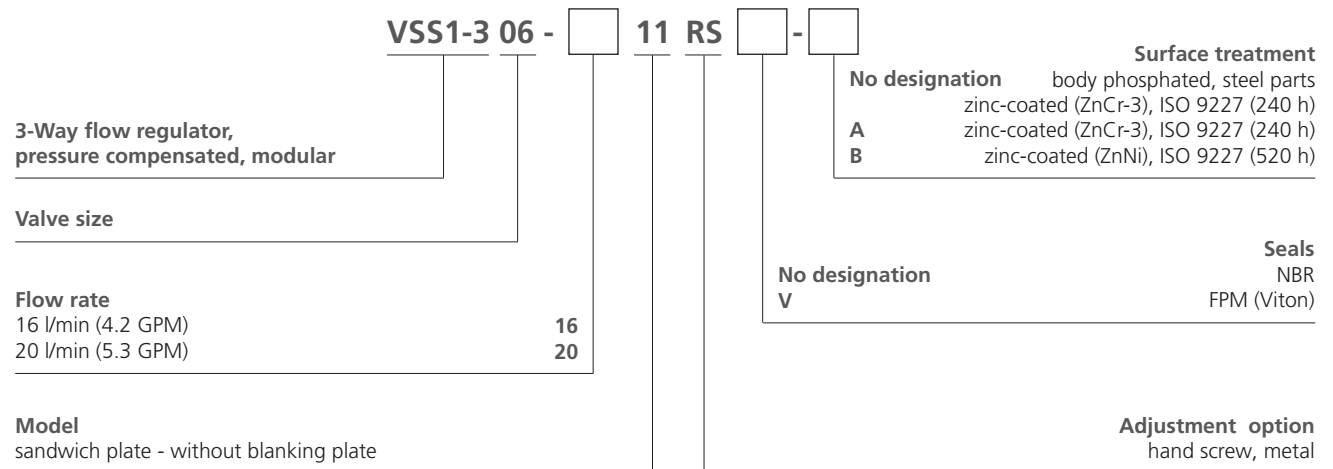 VSS1-3 06 - 11 RS -
Surface treatment
No designation body phosphated, steel parts
zinc-coated (ZnCr-3), ISO 9227 (240 h)
A zinc-coated (ZnCr-3), ISO 9227 (240 h)
B zinc-coated (ZnNi), ISO 9227 (520 h)
3-Way flow regulator,
pressure compensated, modular
Valve size
Seals
No designation NBR
V FPM (Viton)
Flow rate
16 l/min (4.2 GPM) 16
20 l/min (5.3 GPM) 20
Model
sandwich plate - without blanking plate
Adjustment option
hand screw, metal